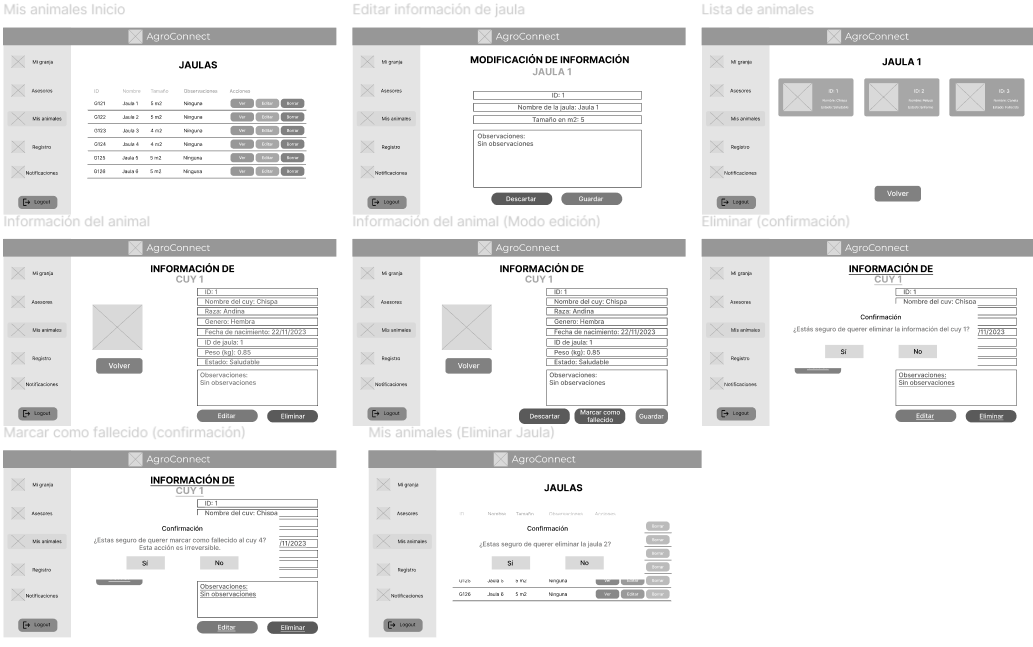 Mis animales Inicio
AgroConnect
Mi granja
Asesores
Mis animales
Registro
Notificaciones
Logout
JAULAS
ID Nombre Tamaño Observaciones Acciones
G121 Jaula 1 5 m2 Ninguna Ver Editar Borrar
G122 Jaula 2 5 m2 Ninguna Ver Editar Borrar
G123 Jaula 3 4 m2 Ninguna Ver Editar Borrar
G124 Jaula 4 4 m2 Ninguna Ver Editar Borrar
G125 Jaula 5 5 m2 Ninguna Ver Editar Borrar
G126 Jaula 6 5 m2 Ninguna Ver Editar Borrar
Editar información de jaula
AgroConnect
Mi granja
Asesores
Mis animales
Registro
Notificaciones
Logout
MODIFICACIÓN DE INFORMACIÓN
JAULA 1
ID: 1
Nombre de la jaula: Jaula 1
Tamaño en m2: 5
Observaciones:
Sin observaciones
Descartar Guardar
Lista de animales
AgroConnect
Mi granja
Asesores
Mis animales
Registro
Notificaciones
Logout
JAULA 1
ID: 1 ID: 2 ID: 3
Volver
Información del animal
AgroConnect
Mi granja
Asesores
Mis animales
Registro
Notificaciones
Logout
INFORMACIÓN DE
CUY 1
ID: 1
Nombre del cuy: Chispa
Raza: Andina
Genero: Hembra
Fecha de nacimiento: 22/11/2023
ID de jaula: 1
Peso (kg): 0.85
Estado: Saludable
Observaciones:
Sin observaciones
Volver
Editar Eliminar
Información del animal (Modo edición)
AgroConnect
Mi granja
Asesores
Mis animales
Registro
Notificaciones
Logout
INFORMACIÓN DE
CUY 1
ID: 1
Nombre del cuy: Chispa
Raza: Andina
Genero: Hembra
Fecha de nacimiento: 22/11/2023
ID de jaula: 1
Peso (kg): 0.85
Estado: Saludable
Observaciones:
Sin observaciones
Volver
Descartar
Marcar como
fallecido
Guardar
Eliminar (confirmación)
AgroConnect
Mi granja
Asesores
Mis animales
Registro
Notificaciones
Logout
INFORMACIÓN DE
CUY 1
ID: 1
Nombre del cuy: Chispa
Confirmación
¿Estás seguro de querer eliminar la información del cuy 1?
11/2023
Sí No
Observaciones:
Sin observaciones
Editar Eliminar
Marcar como fallecido (confirmación)
AgroConnect
Mi granja
Asesores
Mis animales
Registro
Notificaciones
Logout
INFORMACIÓN DE
CUY 1
ID: 1
Nombre del cuy: Chispa
Confirmación
¿Estas seguro de querer marcar como fallecido al cuy 4?
Esta acción es irreversible.
/11/2023
Sí No
Observaciones:
Sin observaciones
Editar Eliminar
Mis animales (Eliminar Jaula)
AgroConnect
Mi granja
Asesores
Mis animales
Registro
Notificaciones
Logout
JAULAS
ID Nombre Tamaño Observaciones Acciones
Confirmación
¿Estas seguro de querer eliminar la jaula 2?
Sí No
Borrar
Borrar
Borrar
Borrar
G125 Jaula 5 5 m2 Ninguna Ver Editar Borrar
G126 Jaula 6 5 m2 Ninguna Ver Editar Borrar